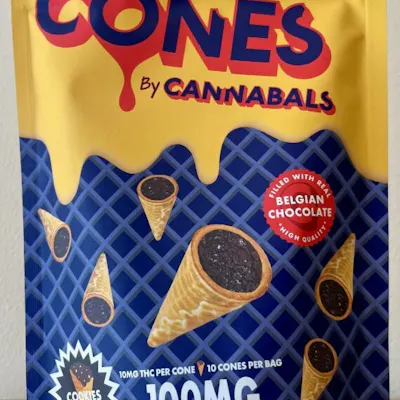 CONES
By CANNABALS
FILLED WITH REAL
BELGIAN
CHOCOLATE
HIGH QUALITY
10MG THC PER CONE 10 CONES PER BAG
100MG
COOKIES